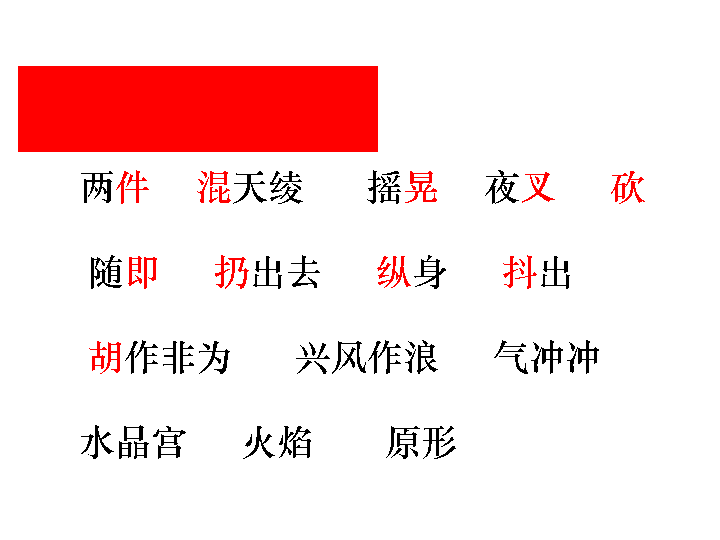 两件 混天绫 摇晃 夜叉 砍
随即 扔出去 纵身 抖出
胡作非为 兴风作浪 气冲冲
水晶宫 火焰 原形